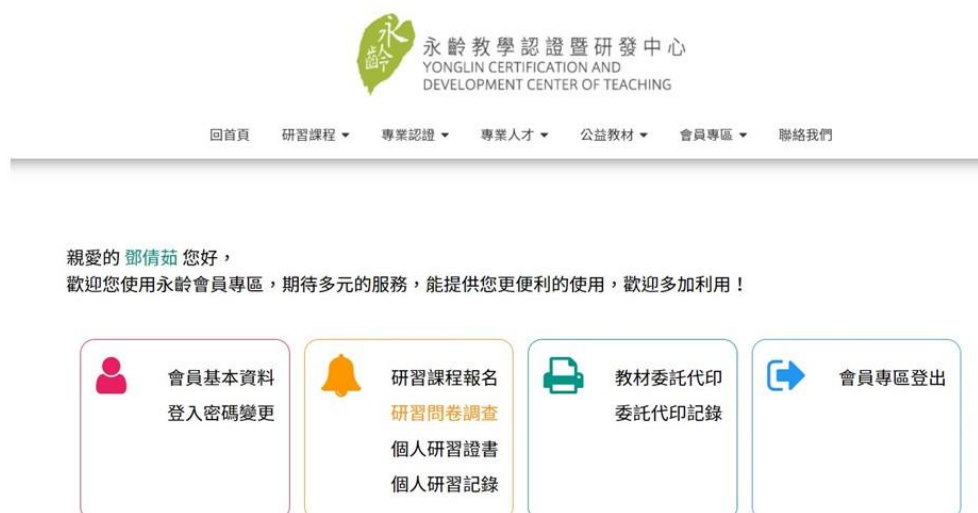 永齡
永齡教學認證暨研發中心
YONGLIN CERTIFICATION AND
DEVELOPMENT CENTER OF TEACHING
回首頁 研習課程 專業認證 專業人才 公益教材 會員專區 聯絡我們
親愛的 鄧倩茹 您好，
歡迎您使用永齡會員專區，期待多元的服務，能提供您更便利的使用，歡迎多加利用！
會員基本資料
登入密碼變更
研習課程報名
研習問卷調查
個人研習證書
個人研習記錄
教材委託代印
委託代印記錄
會員專區登出